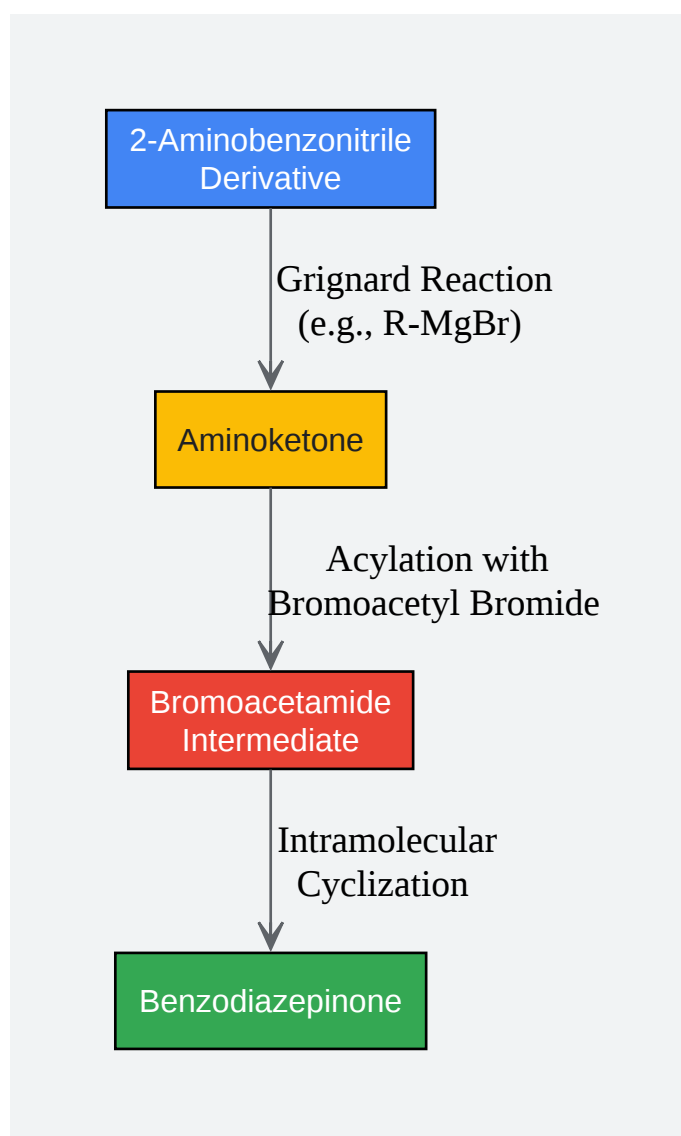 2-Aminobenzonitrile
Derivative
Grignard Reaction
(e.g., R-MgBr)
Aminoketone
Acylation with
Bromoacetyl Bromide
Bromoacetamide
Intermediate
Intramolecular
Cyclization
Benzodiazepinone